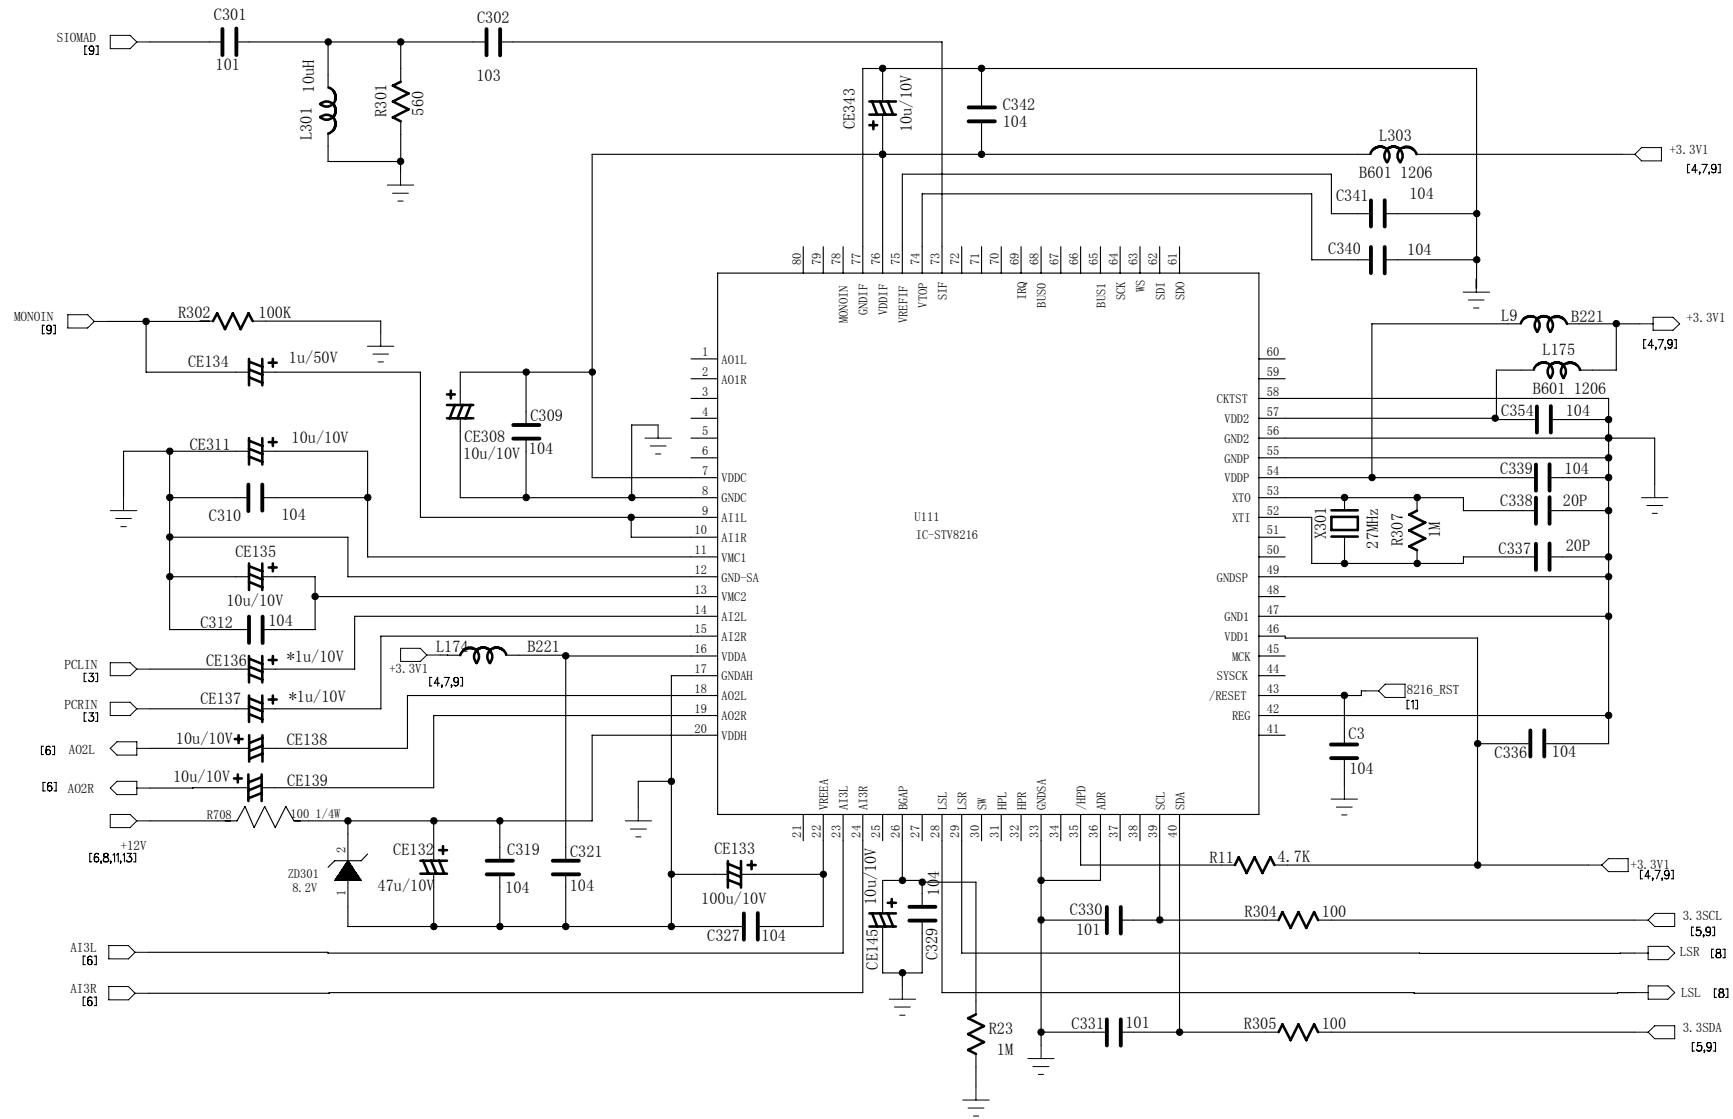 C301
C302
SIOMAD
[9]
101
103
L301 10uH
R301
560
CE343
10u/10V
C342
104
L303
B601 1206
+3.3V1
[4,7,9]
C341
104
C340
104
80
79
78
77
76
75
74
73
72
71
70
69
68
67
66
65
64
63
62
61
MONOIN
GNDIF
VDDIF
VREFIF
VTOP
SIF
IRQ
BUS0
BUS1
SCK
WS
SDI
SDO
MONOIN
[9]
R302
100K
CE134
1u/50V
CE311
10u/10V
C310
104
CE135
10u/10V
C312
104
CE308
10u/10V
C309
104
PCLIN
[3]
CE136
*1u/10V
PCRIN
[3]
CE137
*1u/10V
[6] AO2L
10u/10V
CE138
[6] AO2R
10u/10V
CE139
L174
B221
+3.3V1
[4,7,9]
R708
100 1/4W
+12V
[6,8,11,13]
1 AO1L
2 AO1R
3
4
5
6
7 VDDC
8 GNDC
9 AI1L
10 AI1R
11 VMC1
12 GND-SA
13 VMC2
14 AI2L
15 AI2R
16 VDDA
17 GNDAH
18 AO2L
19 AO2R
20 VDDH
U111
IC-STV8216
60
59
CKTST 58
VDD2 57
GND2 56
GNDP 55
VDDP 54
XTO 53
XTI 52
51
50
GNDSP 49
48
GND1 47
VDD1 46
MCK 45
SYSCK 44
/RESET 43
REG 42
41
L9
B221
+3.3V1
[4,7,9]
L175
B601 1206
C354
104
C339
104
C338
20P
C337
20P
X301
27MHz
R307
1M
8216_RST
[1]
C3
104
C336
104
VREEA
AI3L
AI3R
BGAP
LSL
LSR
SW
HPL
HPR
GNDSA
/HPD
ADR
SCL
SDA
21
22
23
24
25
26
27
28
29
30
31
32
33
34
35
36
37
38
39
40
ZD301
8.2V
2
1
CE132
47u/10V
C319
104
C321
104
CE133
100u/10V
C327
104
CE145
10u/10V
C329
104
R23
1M
R11
4.7K
+3.3V1
[4,7,9]
C330
101
R304
100
3.3SCL
[5,9]
LSR [8]
LSL [8]
C331
101
R305
100
3.3SDA
[5,9]
AI3L
[6]
AI3R
[6]